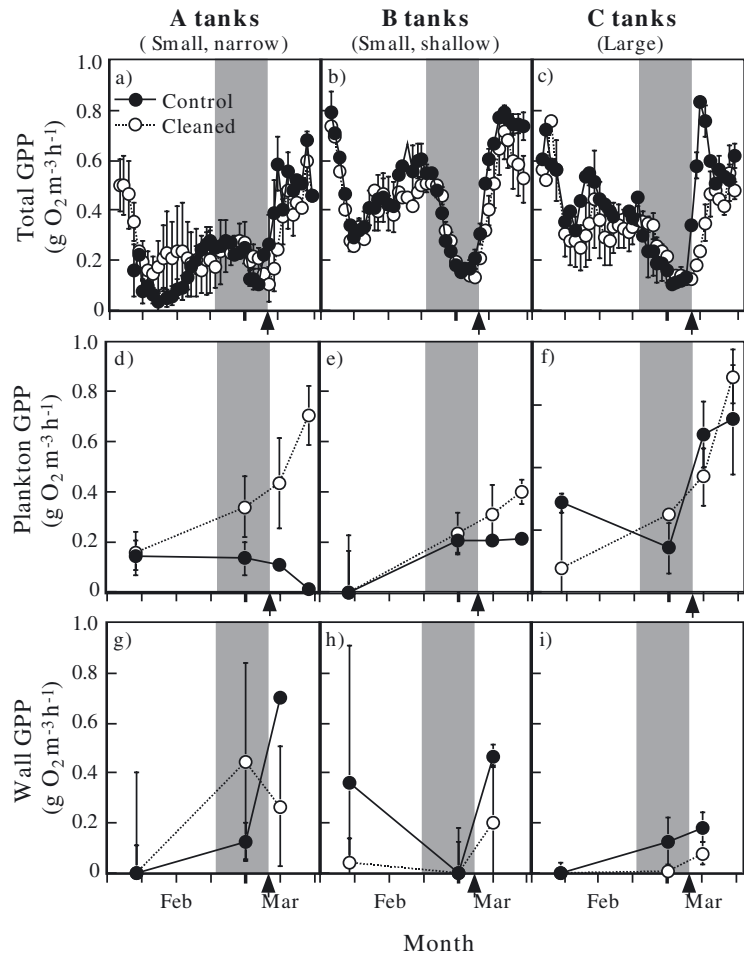 A tanks B tanks C tanks
( Small, narrow) (Small, shallow) (Large)
1.0 a) b) c)
Control
Cleaned
0.8
0.6
0.4
0.2
0
Total GPP
(g O2 m-3 h-1)
1.0 d) e) f)
0.8
0.6
0.4
0.2
0
Plankton GPP
(g O2 m-3 h-1)
1.0 g) h) i)
0.8
0.6
0.4
0.2
0
Wall GPP
(g O2 m-3 h-1)
Feb Mar Feb Mar Feb Mar
Month